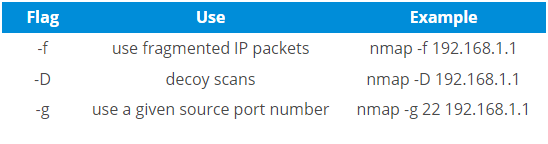 Flag Use Example
-f use fragmented IP packets nmap -f 192.168.1.1
-D decoy scans nmap -D 192.168.1.1
-g use a given source port number nmap -g 22 192.168.1.1